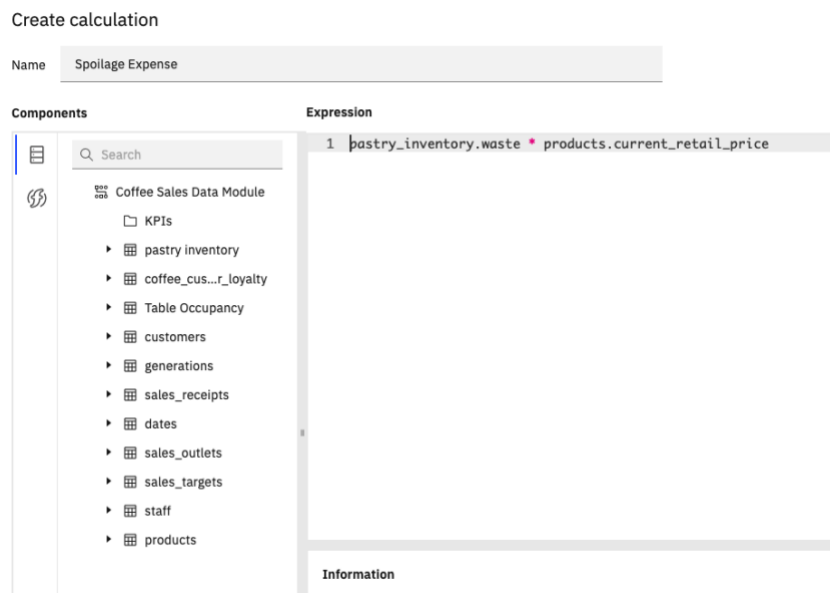 Create calculation
Name Spoilage Expense
Components
Expression
Search
Coffee Sales Data Module
KPIs
pastry inventory
coffee_cus...r_loyalty
Table Occupancy
customers
generations
sales_receipts
dates
sales_outlets
sales_targets
staff
products
1 pastry_inventory.waste * products.current_retail_price
Information